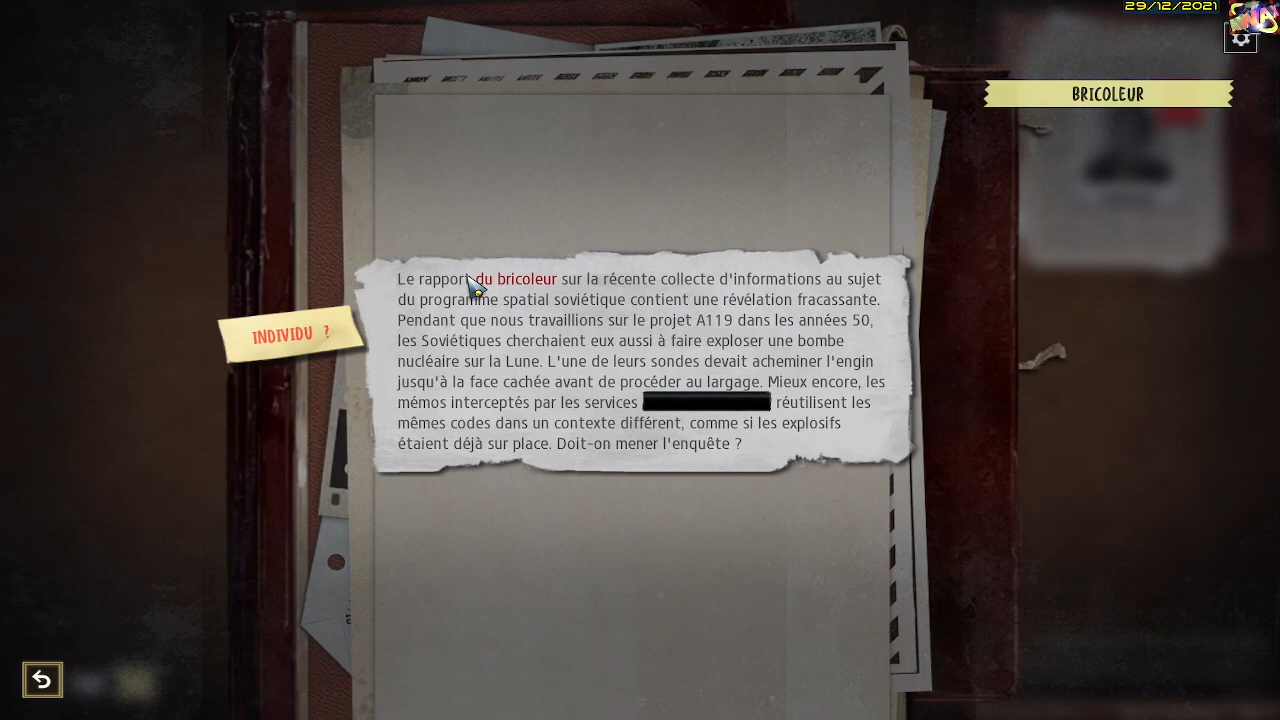 29/12/2021
BRICOLEUR
Le rapport du bricoleur sur la récente collecte d'informations au sujet
du programme spatial soviétique contient une révélation fracassante.
Pendant que nous travaillions sur le projet A119 dans les années 50,
les Soviétiques cherchaient eux aussi à faire exploser une bombe
nucléaire sur la Lune. L'une de leurs sondes devait acheminer l'engin
jusqu'à la face cachée avant de procéder au largage. Mieux encore, les
mémos interceptés par les services réutilisent les
mêmes codes dans un contexte différent, comme si les explosifs
étaient déjà sur place. Doit-on mener l'enquête ?
INDIVIDU ?